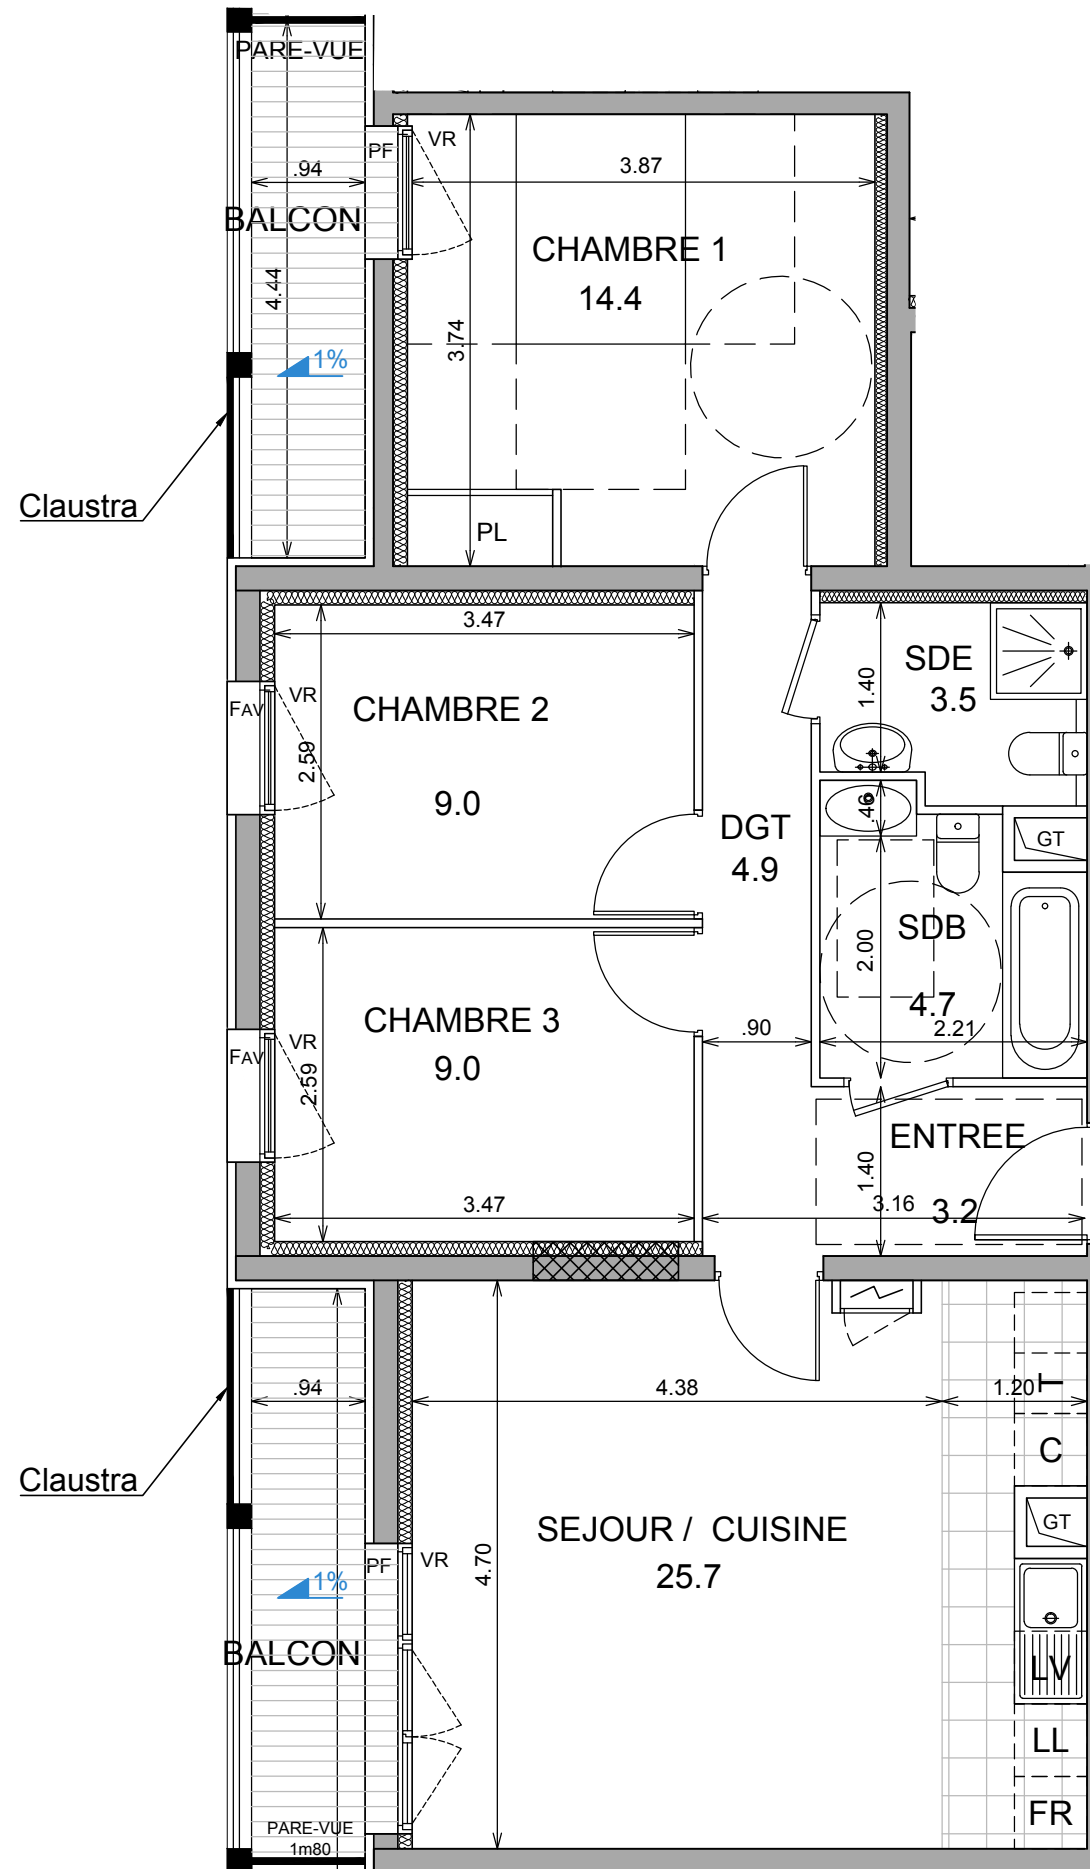 PARE-VUE
.94
BALCON
4.44
1%
Claustra
PF
VR
3.87
CHAMBRE 1
14.4
3.74
PL
3.47
FAV
VR
CHAMBRE 2
2.59
9.0
SDE
3.5
1.40
DGT
4.9
.46
GT
SDB
4.7
2.00
2.21
.90
FAV
VR
CHAMBRE 3
9.0
2.59
3.47
ENTREE
3.2
1.40
3.16
.94
Claustra
4.38
1.20
T
C
GT
SEJOUR / CUISINE
25.7
4.70
PF
VR
1%
BALCON
LV
LL
FR
PARE-VUE
1m80